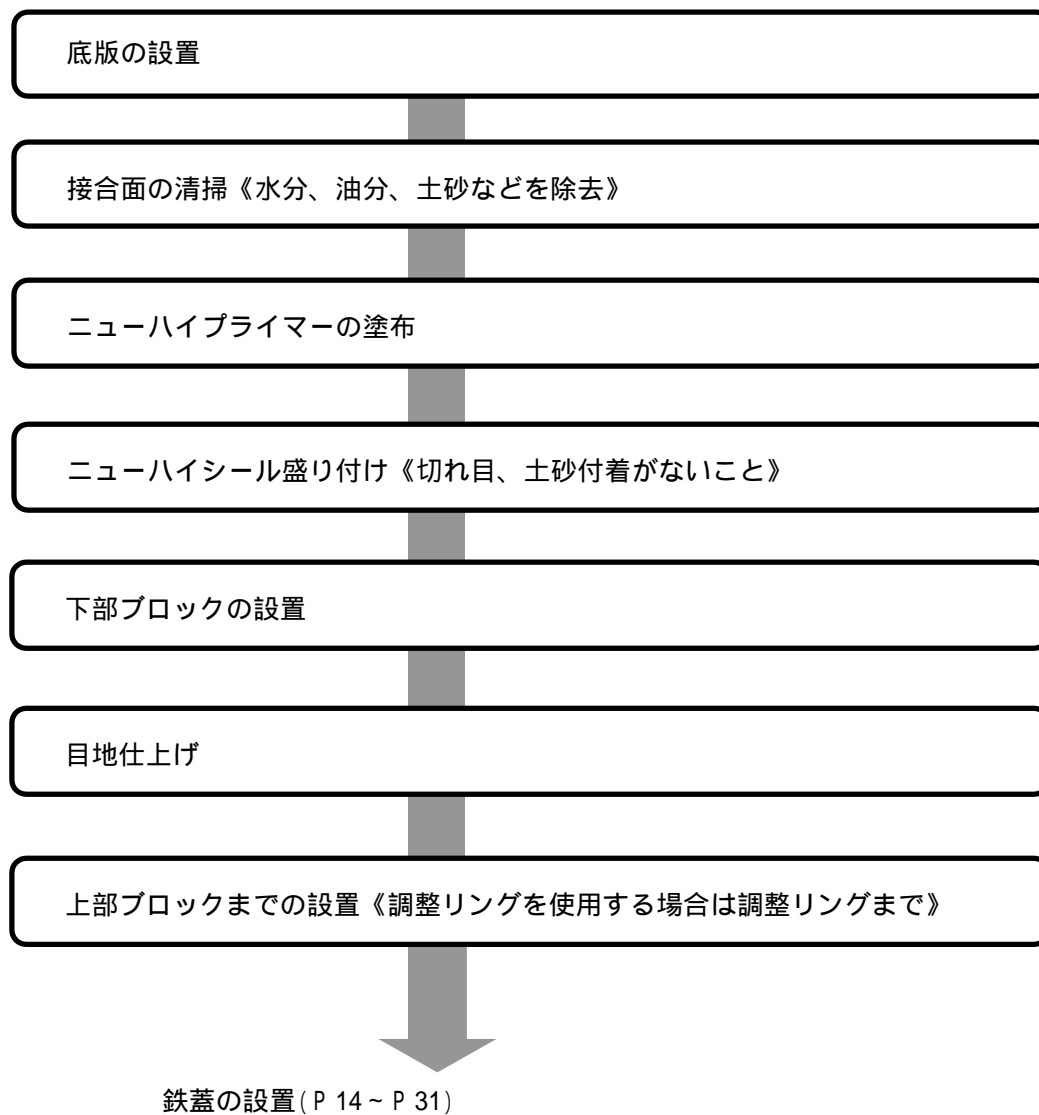 底版の設置
接合面の清掃《水分、油分、土砂などを除去》
ニューハイプライマーの塗布
ニューハイシール盛り付け《切れ目、土砂付着がないこと》
下部ブロックの設置
目地仕上げ
上部ブロックまでの設置《調整リングを使用する場合は調整リングまで》
鉄蓋の設置(P 14~P 31)